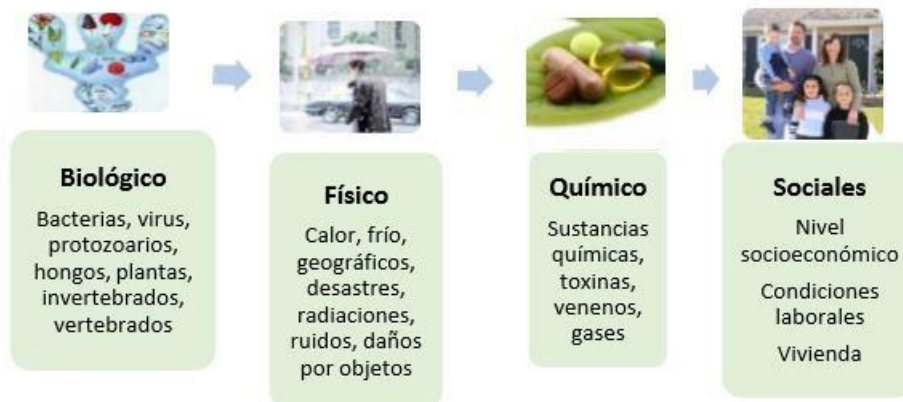 Biológico
Bacterias, virus,
protozoarios,
hongos, plantas,
invertebrados,
vertebrados
Físico
Calor, frío,
geográficos,
desastres,
radiaciones,
ruidos, daños
por objetos
Químico
Sustancias
químicas,
toxinas,
venenos,
gases
Sociales
Nivel
socioeconómico
Condiciones
laborales
Vivienda